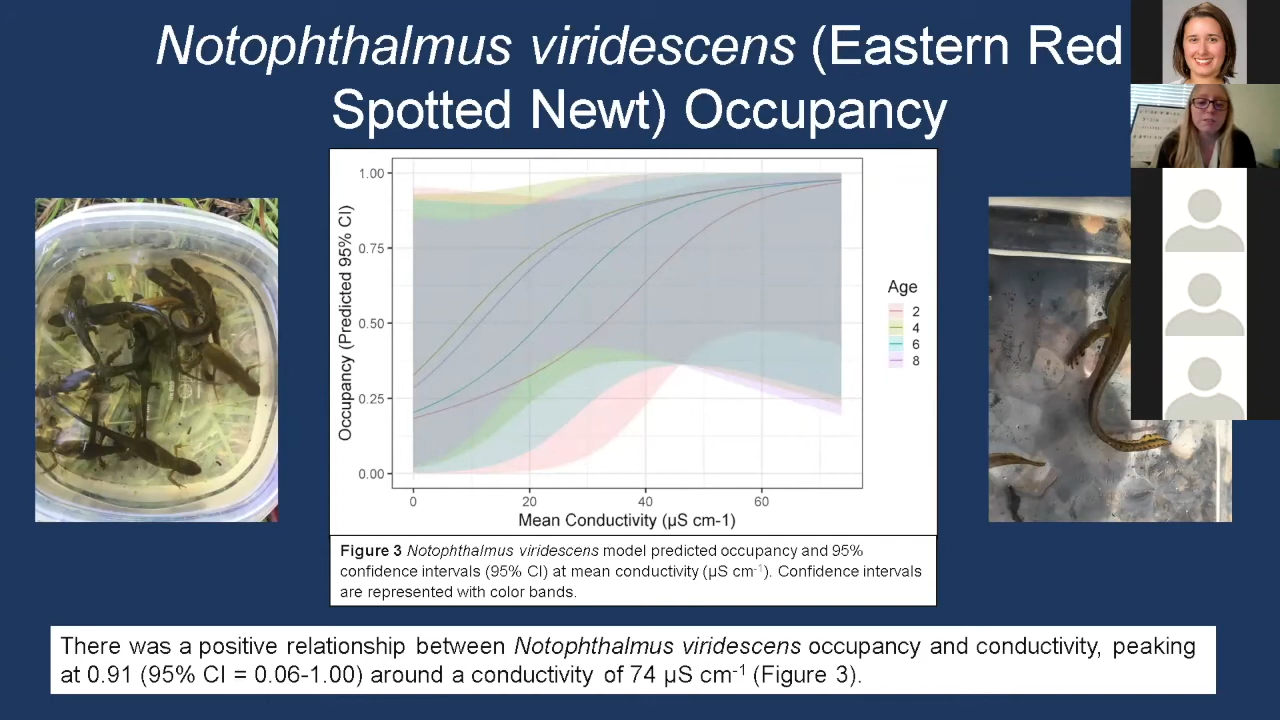 Notophthalmus viridescens (Eastern Red
Spotted Newt) Occupancy
Occupancy (Predicted 95% CI)
1.00
0.75
0.50
0.25
0.00
0
20
40
60
Mean Conductivity (µS cm-1)
Age
2
4
6
8
Figure 3 Notophthalmus viridescens model predicted occupancy and 95%
confidence intervals (95% CI) at mean conductivity (µS cm⁻¹). Confidence intervals
are represented with color bands.
There was a positive relationship between Notophthalmus viridescens occupancy and conductivity, peaking
at 0.91 (95% CI = 0.06-1.00) around a conductivity of 74 µS cm⁻¹ (Figure 3).